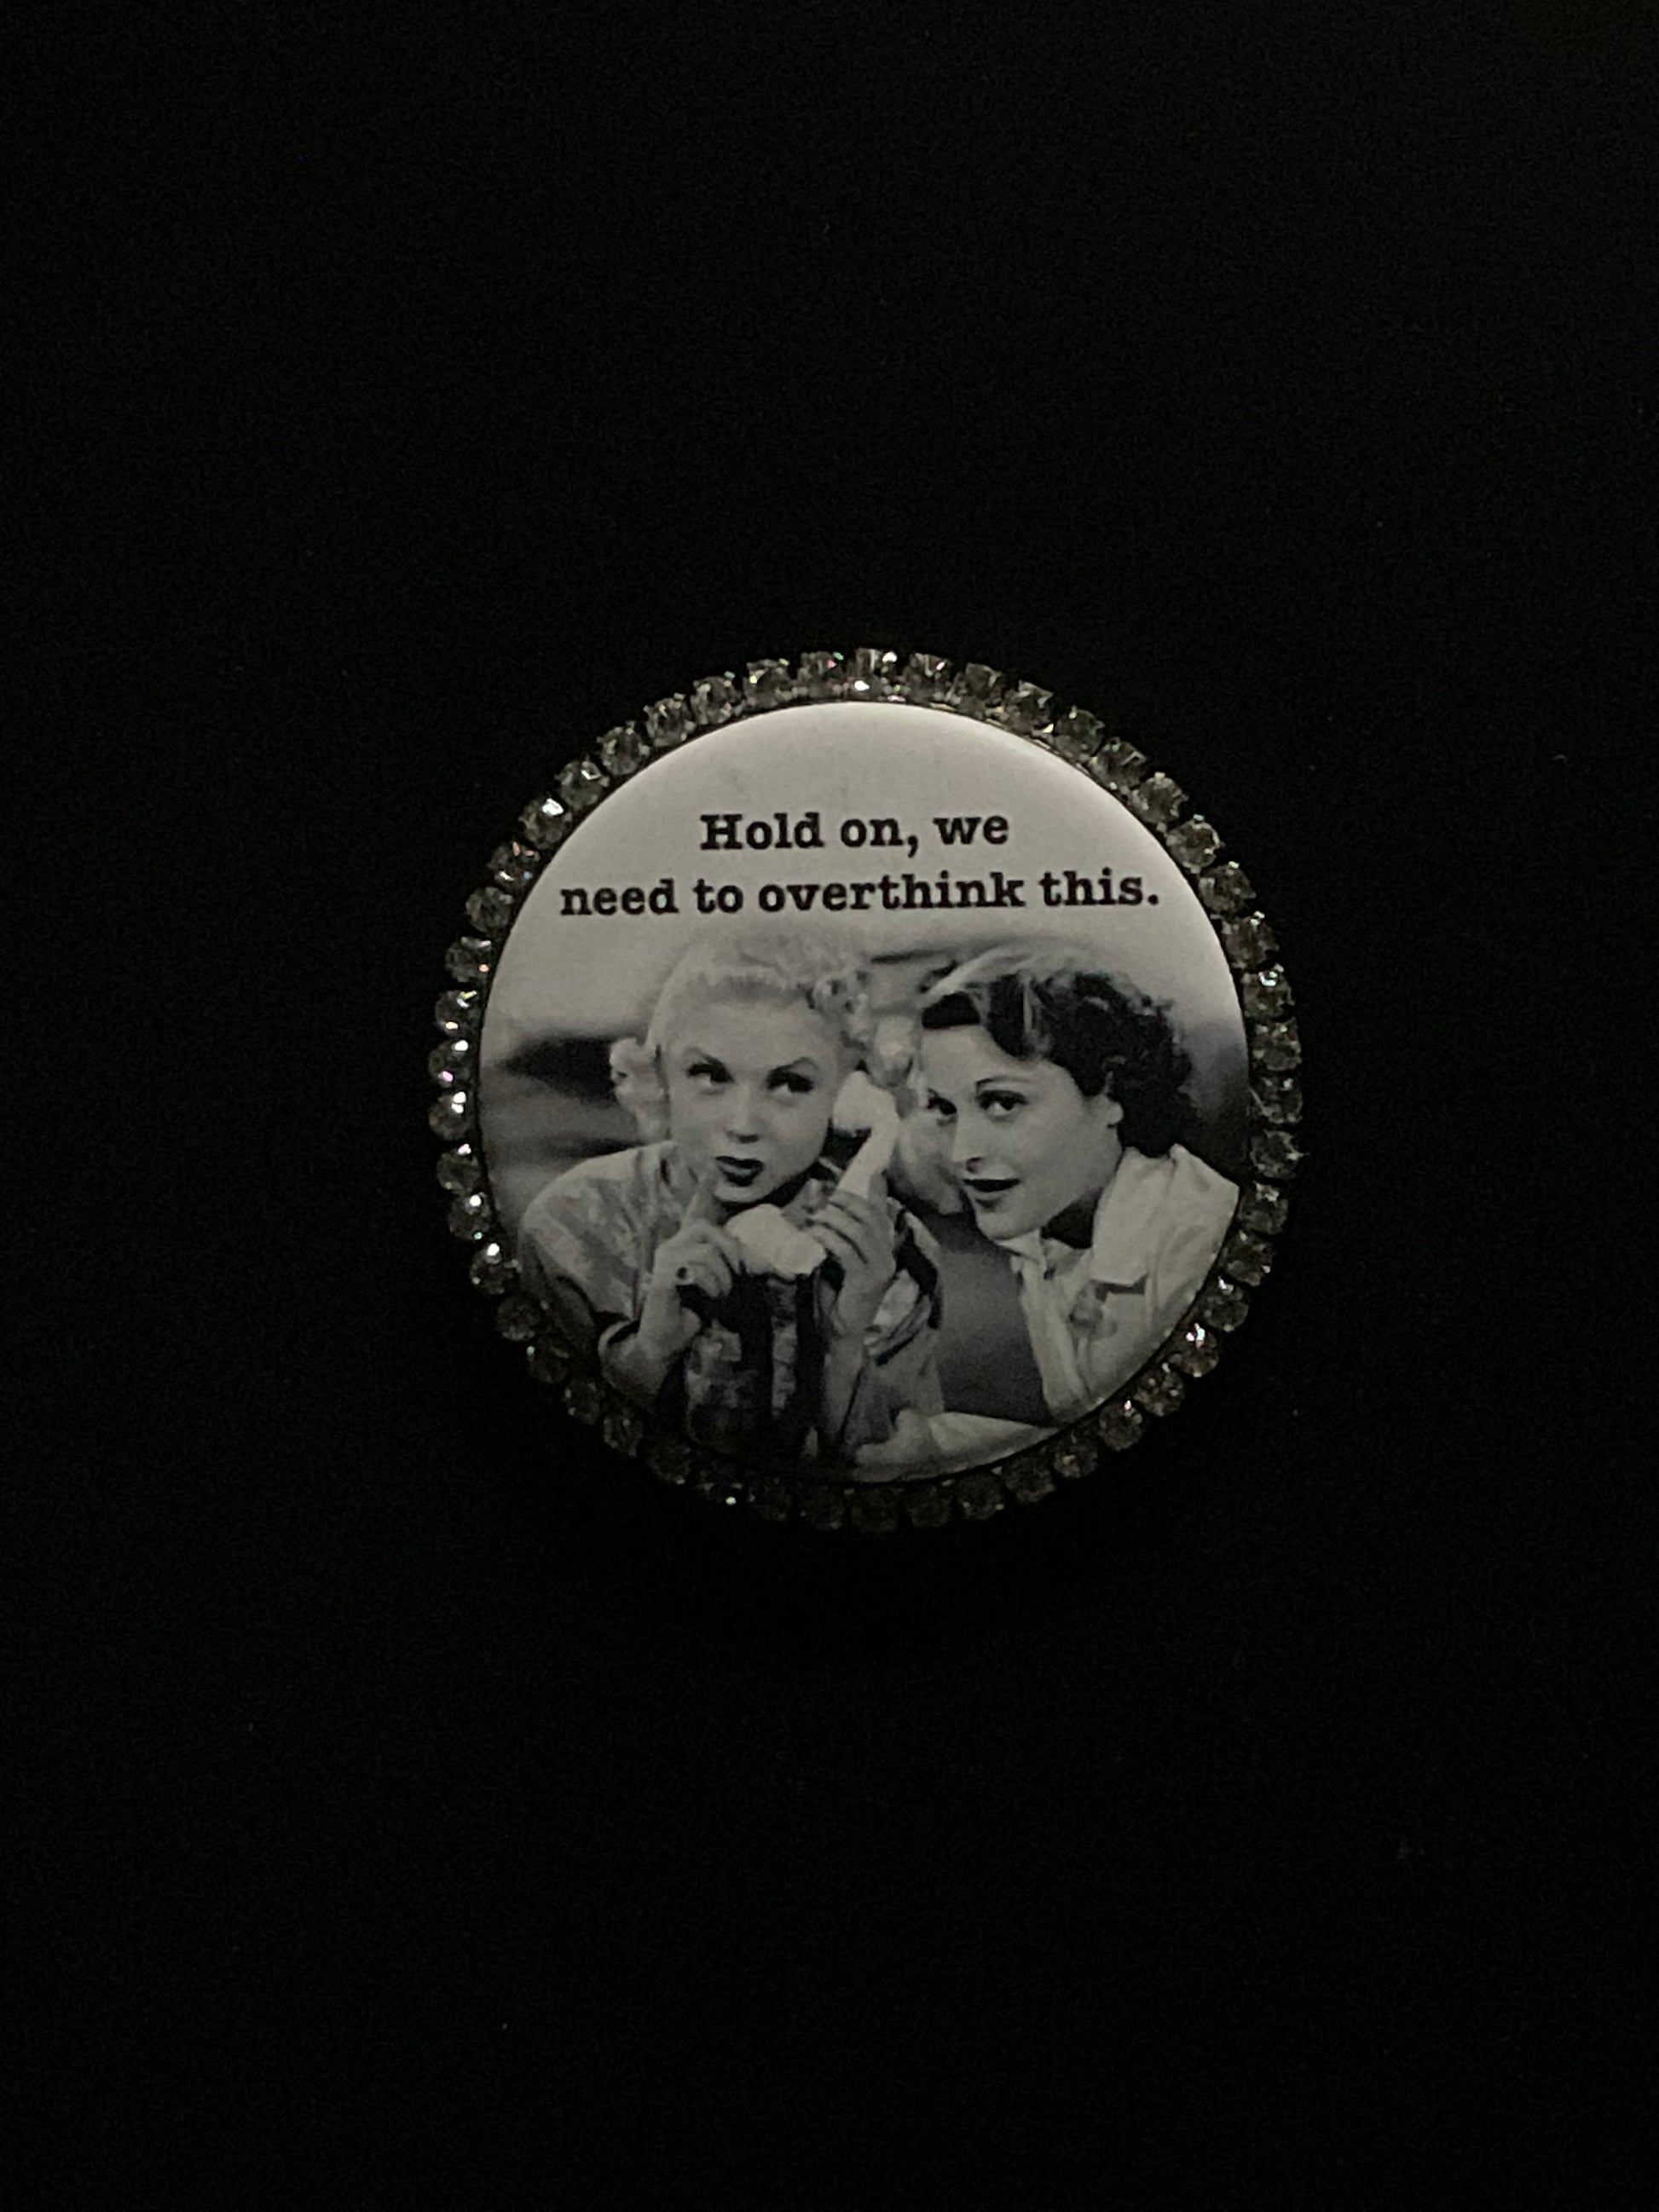 Hold on, we
need to overthink this.